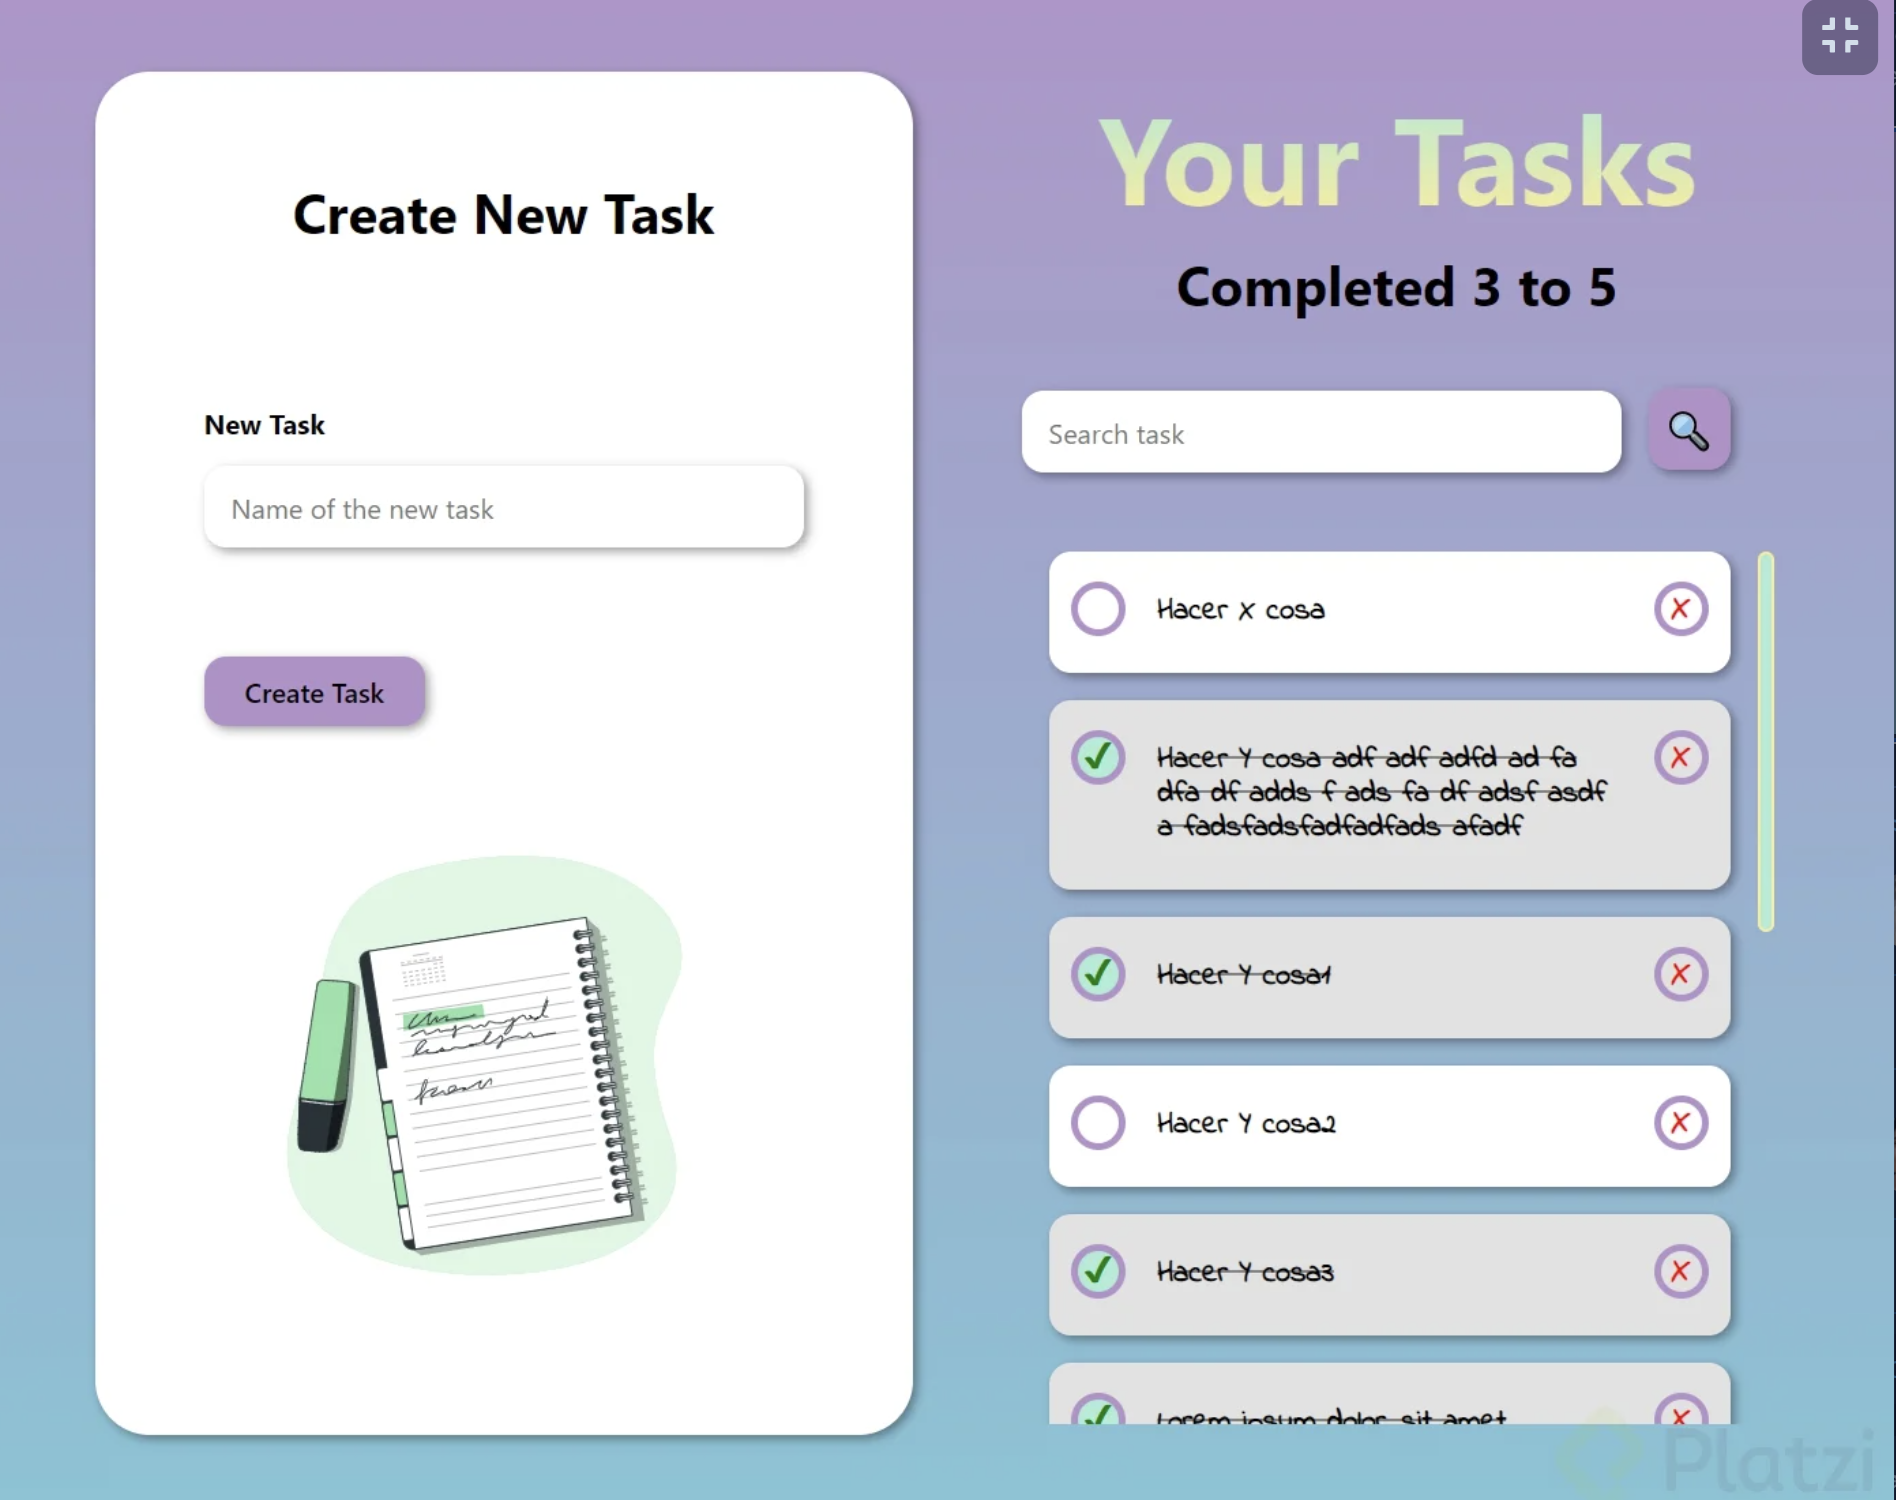 Create New Task
New Task
Name of the new task
Create Task
Your Tasks
Completed 3 to 5
Search task
Hacer X cosa
Hacer Y cosa adf adf adfd ad fa
dfa df adds f ads fa df adsf asdf
a fadsfadsfadfadfads afadf
Hacer Y cosa1
Hacer Y cosa2
Hacer Y cosa3
Lorem ipsum dolor sit amet
Platzi